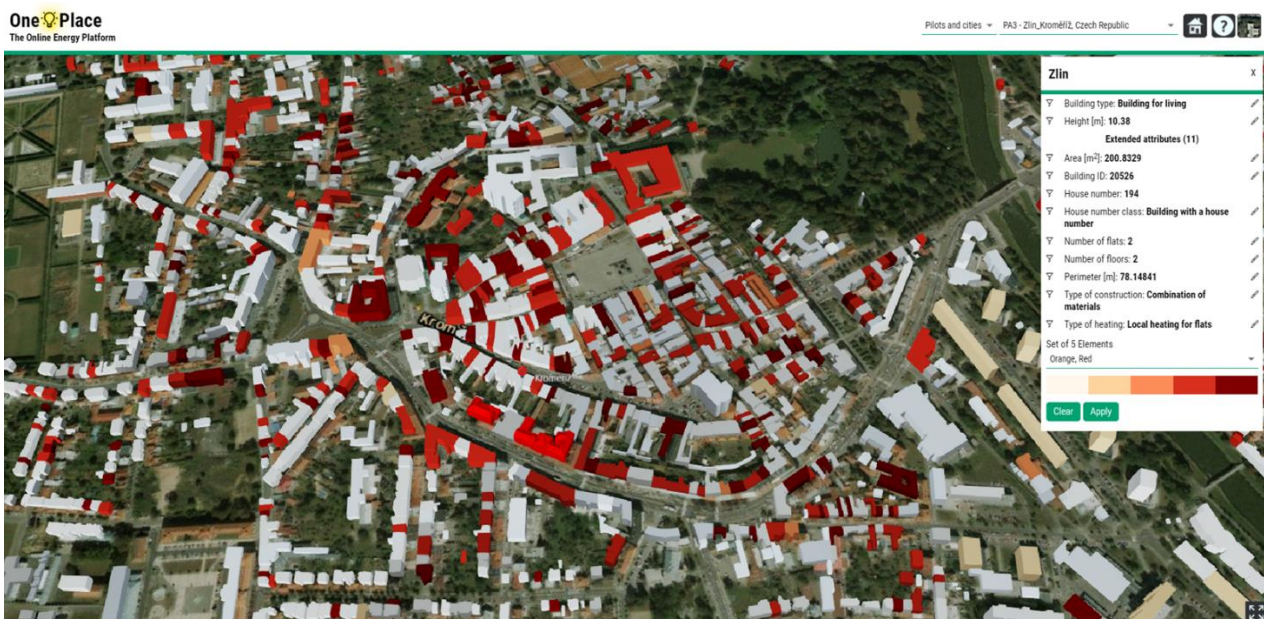 One Place
The Online Energy Platform
Pilots and cities
PA3 - Zlin_Kroměříž, Czech Republic
?
Zlin
X
Building type: Building for living
Height [m]: 10.38
Extended attributes (11)
Area [m²]: 200.8329
Building ID: 20526
House number: 194
House number class: Building with a house
number
Number of flats: 2
Number of floors: 2
Perimeter [m]: 78.14841
Type of construction: Combination of
materials
Type of heating: Local heating for flats
Set of 5 Elements
Orange, Red
Clear
Apply